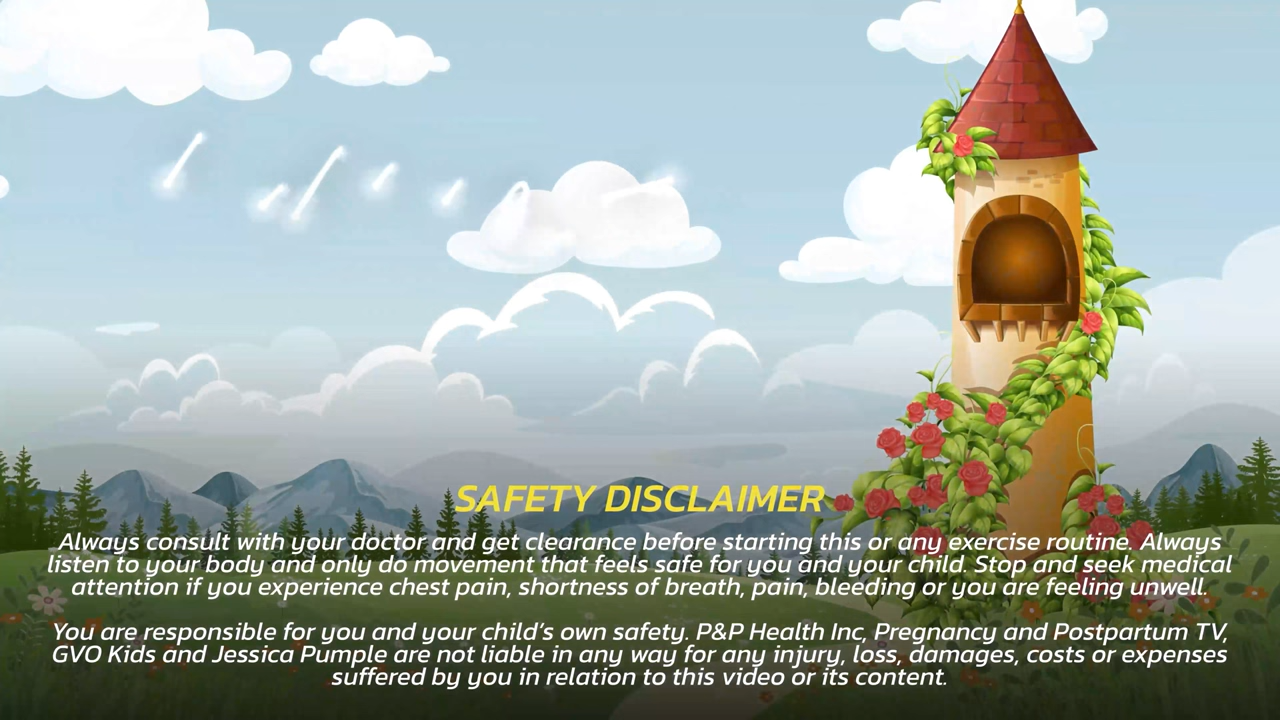 SAFETY DISCLAIMER
Always consult with your doctor and get clearance before starting this or any exercise routine. Always
listen to your body and only do movement that feels safe for you and your child. Stop and seek medical
attention if you experience chest pain, shortness of breath, pain, bleeding or you are feeling unwell.
You are responsible for you and your child's own safety. P&P Health Inc, Pregnancy and Postpartum TV,
GVO Kids and Jessica Pumple are not liable in any way for any injury, loss, damages, costs or expenses
suffered by you in relation to this video or its content.